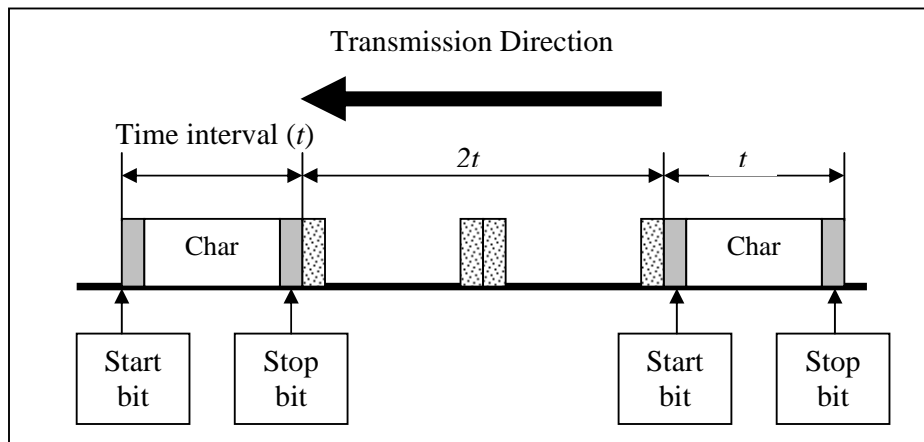 Transmission Direction
Time interval (t)
2t
t
Char
Char
Start
bit
Stop
bit
Start
bit
Stop
bit